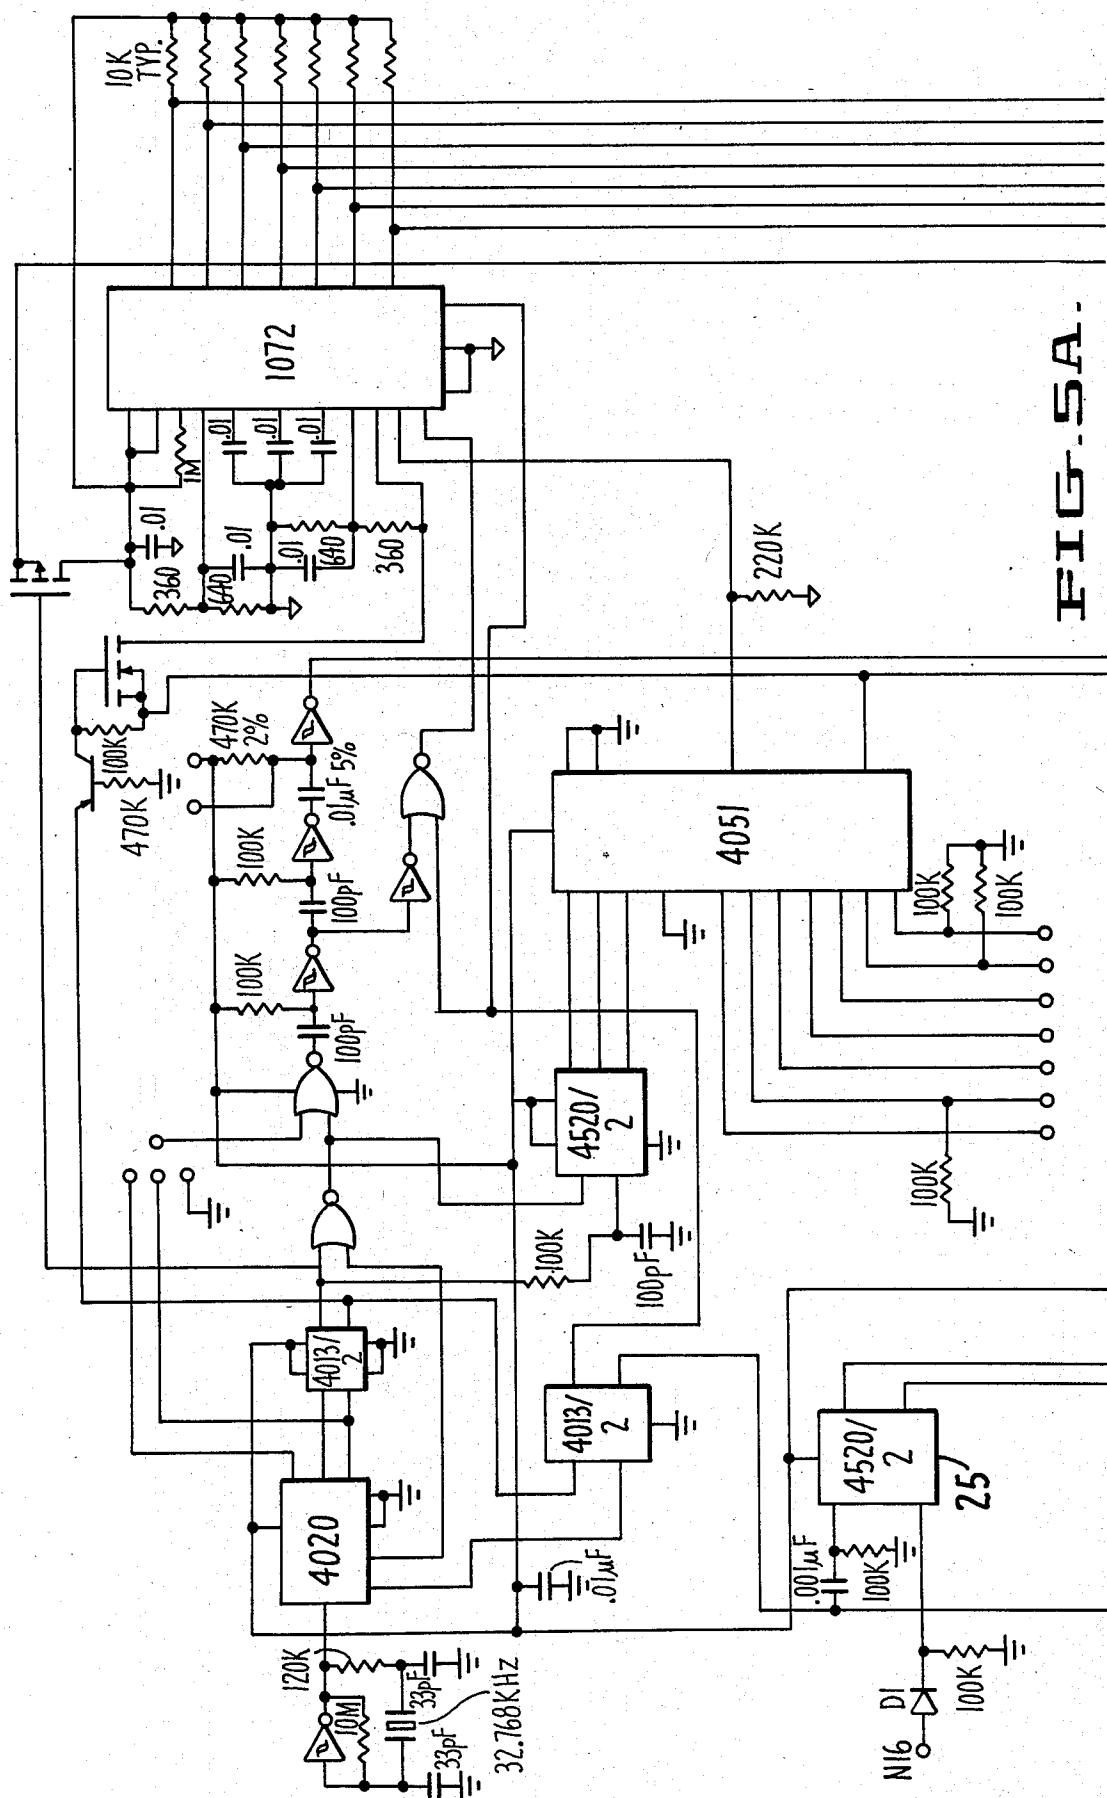 10K
TYP.
1072
.01
.01
.01
1M
.01
360
640
.01
.01
640
360
220K
FIG.5A.
100K
470K
470K
2%
.01µF 5%
100K
100pF
100K
100pF
4051
100K
100K
4520/
2
100K
100pF
100K
4013/
2
4013/
2
4020
.01µF
4520/
2
25
.001µF
100K
120K
10M
33pF
33pF
32.768KHz
D1
N16
100K